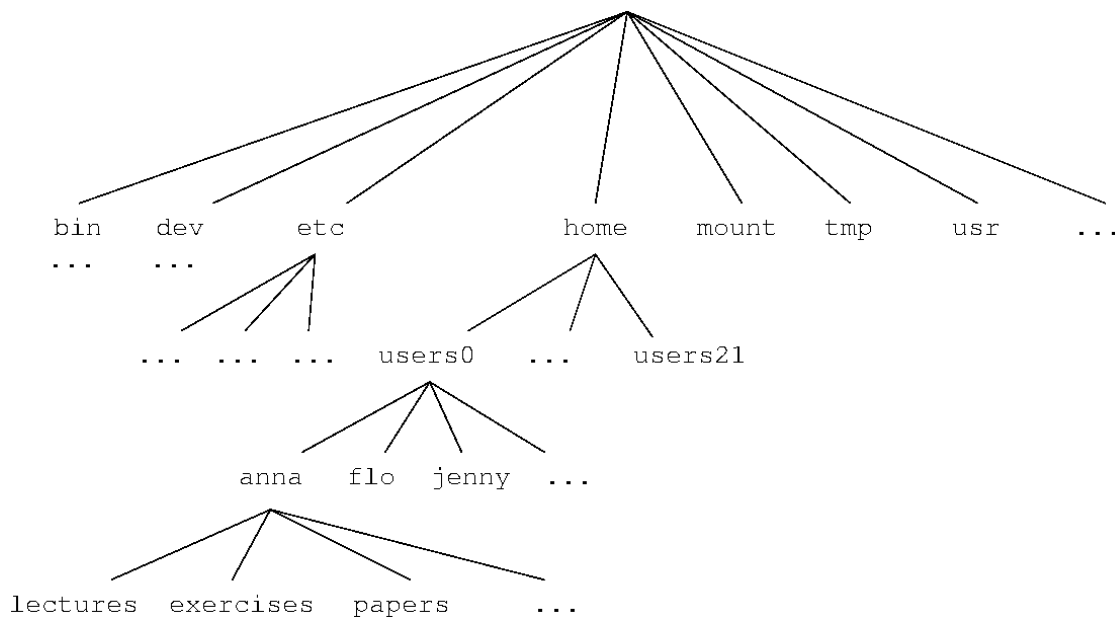 bin dev etc home mount tmp usr ...
... ...
... ... ... users0 ... users21
anna flo jenny ...
lectures exercises papers ...